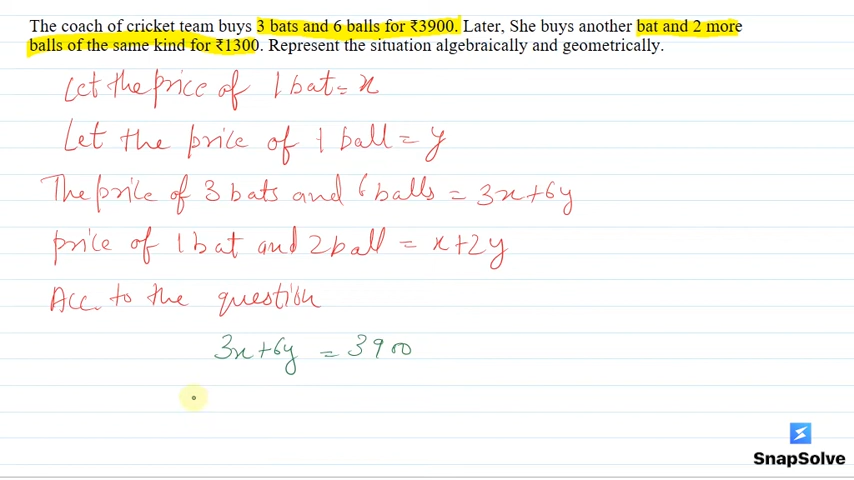 The coach of cricket team buys 3 bats and 6 balls for ₹3900. Later, She buys another bat and 2 more
balls of the same kind for ₹1300. Represent the situation algebraically and geometrically.
Let the price of 1 bat = x
Let the price of 1 ball = y
The price of 3 bats and 6 balls = 3x+6y
price of 1 bat and 2 ball = x+2y
Acc. to the question
3x+6y = 3900
SnapSolve